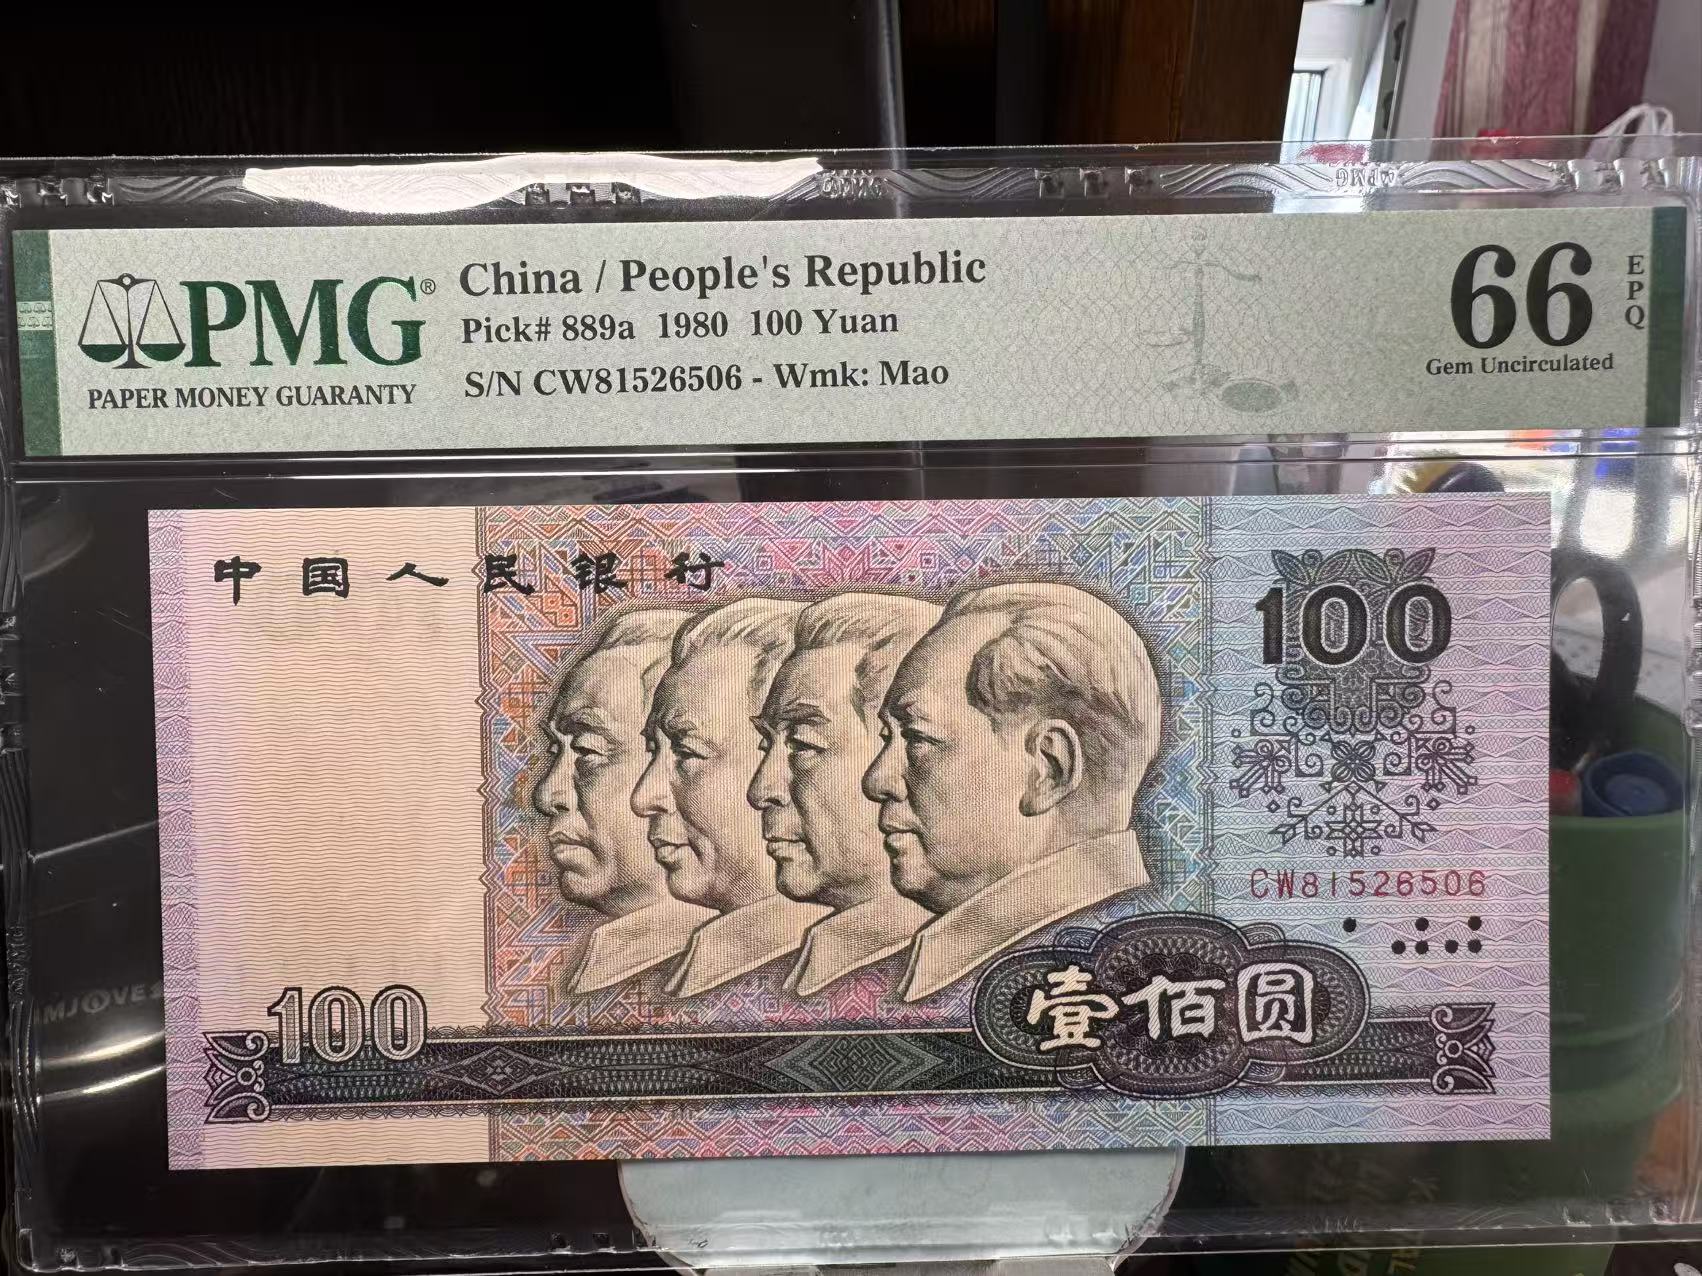 PMG®
PAPER MONEY GUARANTY
China / People's Republic
Pick# 889a 1980 100 Yuan
S/N CW81526506 - Wmk: Mao
66
EPQ
Gem Uncirculated
中国人民银行
100
CW81526506
100
壹佰圆